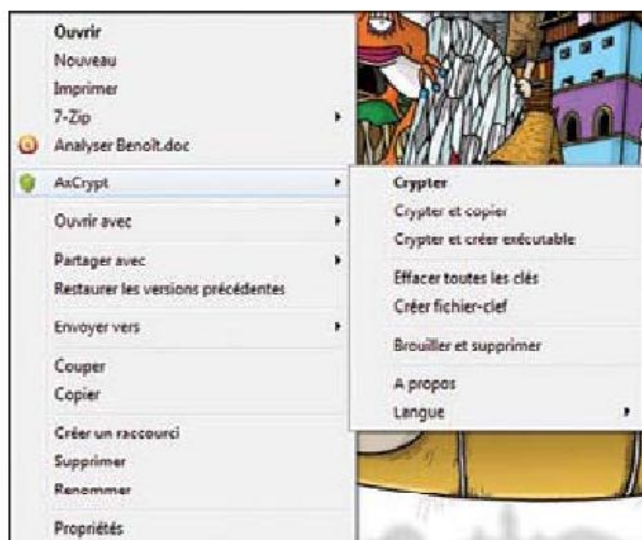 Ouvrir
Nouveau
Imprimer
7-Zip
Analyser Benoît.doc
AxCrypt
Ouvrir avec
Partager avec
Restaurer les versions précédentes
Envoyer vers
Couper
Copier
Créer un raccourci
Supprimer
Renommer
Propriétés
Crypter
Crypter et copier
Crypter et créer exécutable
Effacer toutes les clés
Créer fichier-clef
Brouiller et supprimer
A propos
Langue